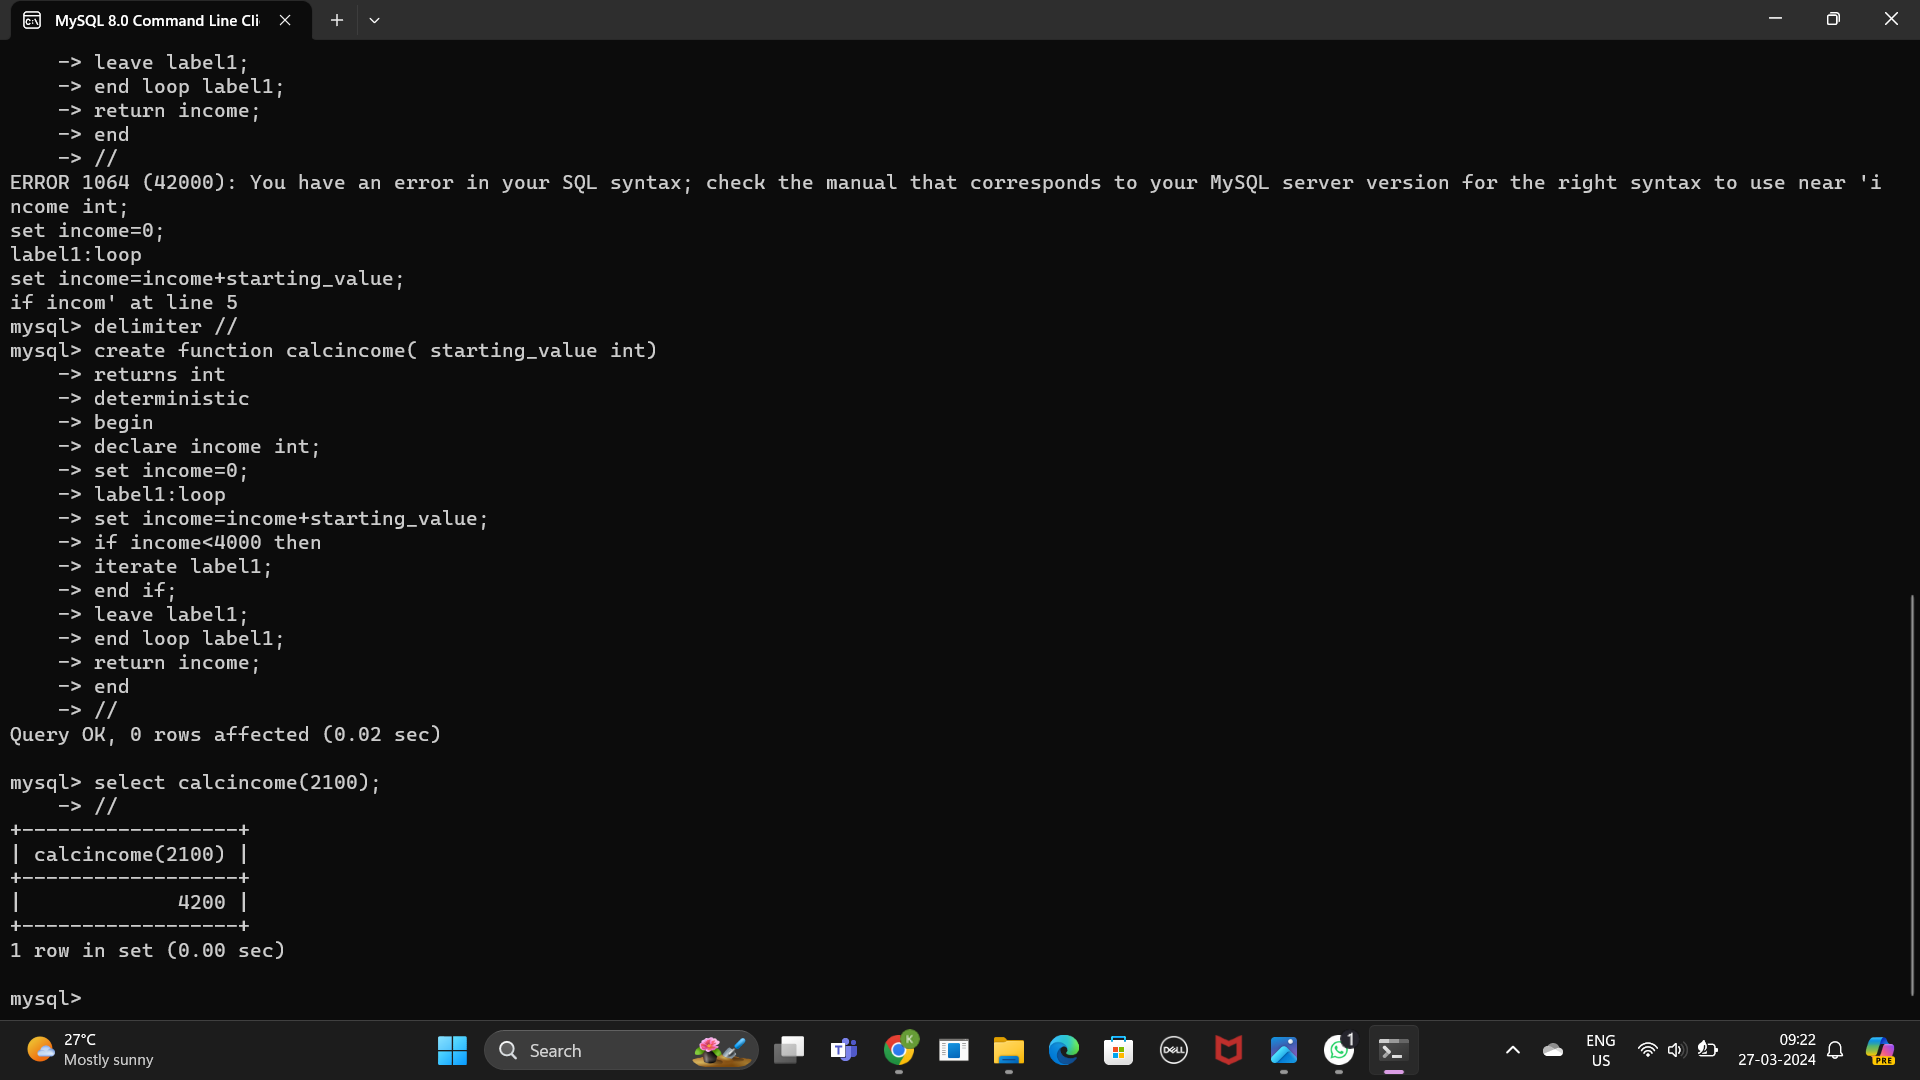 MySQL 8.0 Command Line Cli
    -> leave label1;
    -> end loop label1;
    -> return income;
    -> end
    -> //
ERROR 1064 (42000): You have an error in your SQL syntax; check the manual that corresponds to your MySQL server version for the right syntax to use near 'i
ncome int;
set income=0;
label1:loop
set income=income+starting_value;
if incom' at line 5
mysql> delimiter //
mysql> create function calcincome( starting_value int)
    -> returns int
    -> deterministic
    -> begin
    -> declare income int;
    -> set income=0;
    -> label1:loop
    -> set income=income+starting_value;
    -> if income<4000 then
    -> iterate label1;
    -> end if;
    -> leave label1;
    -> end loop label1;
    -> return income;
    -> end
    -> //
Query OK, 0 rows affected (0.02 sec)

mysql> select calcincome(2100);
    -> //
+------------------+
| calcincome(2100) |
+------------------+
|             4200 |
+------------------+
1 row in set (0.00 sec)

mysql>
27°C
Mostly sunny
Search
T
K
DELL
1
ENG
US
09:22
27-03-2024
PRE